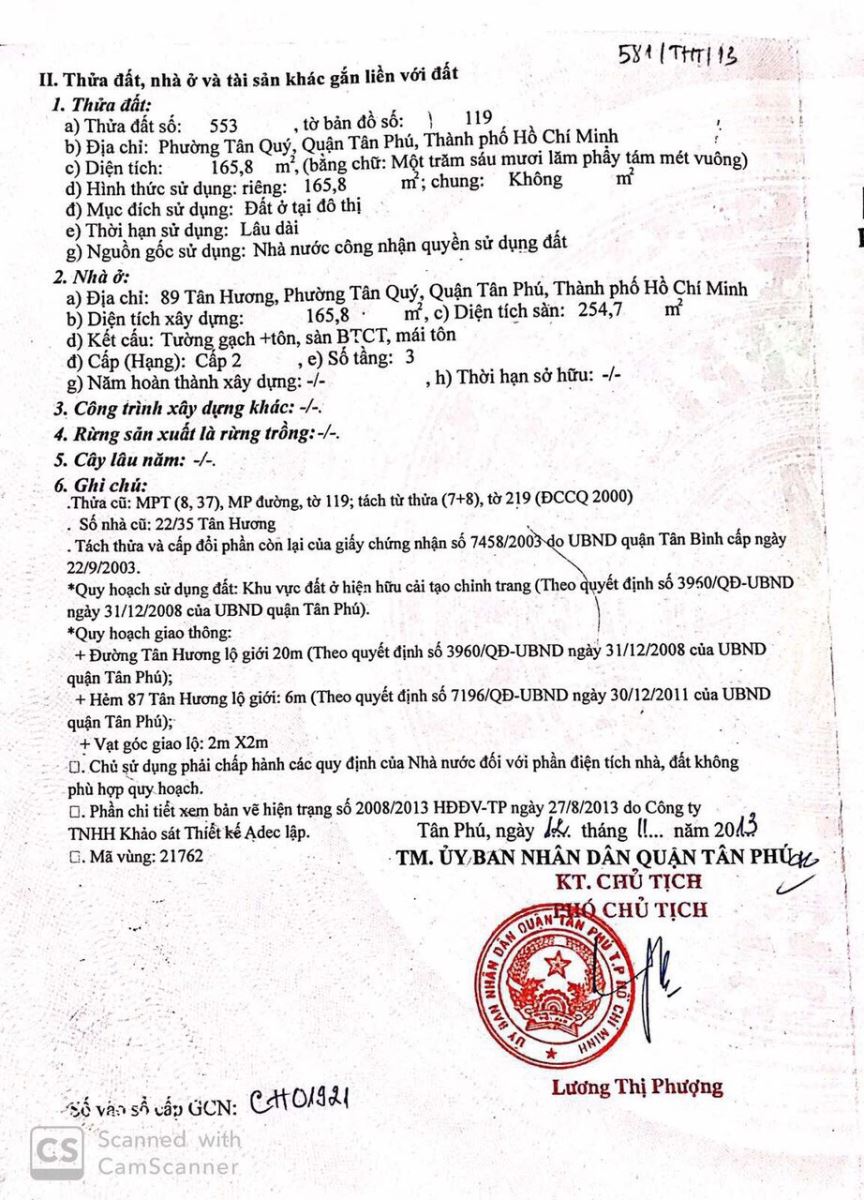 581/THT/13
II. Thửa đất, nhà ở và tài sản khác gắn liền với đất
1. Thửa đất:
a) Thửa đất số: 553 , tờ bản đồ số: 119
b) Địa chỉ: Phường Tân Quý, Quận Tân Phú, Thành phố Hồ Chí Minh
c) Diện tích: 165,8 m², (bằng chữ: Một trăm sáu mươi lăm phẩy tám mét vuông)
d) Hình thức sử dụng: riêng: 165,8 m²; chung: Không m²
đ) Mục đích sử dụng: Đất ở tại đô thị
e) Thời hạn sử dụng: Lâu dài
g) Nguồn gốc sử dụng: Nhà nước công nhận quyền sử dụng đất
2. Nhà ở:
a) Địa chỉ: 89 Tân Hương, Phường Tân Quý, Quận Tân Phú, Thành phố Hồ Chí Minh
b) Diện tích xây dựng: 165,8 m², c) Diện tích sàn: 254,7 m²
d) Kết cấu: Tường gạch +tôn, sàn BTCT, mái tôn
đ) Cấp (Hạng): Cấp 2 , e) Số tầng: 3
g) Năm hoàn thành xây dựng: -/- , h) Thời hạn sở hữu: -/-
3. Công trình xây dựng khác: -/-.
4. Rừng sản xuất là rừng trồng:-/-.
5. Cây lâu năm: -/-.
6. Ghi chú:
.Thửa cũ: MPT (8, 37), MP đường, tờ 119; tách từ thửa (7+8), tờ 219 (ĐCCQ 2000)
. Số nhà cũ: 22/35 Tân Hương
. Tách thửa và cấp đổi phần còn lại của giấy chứng nhận số 7458/2003 do UBND quận Tân Bình cấp ngày
22/9/2003.
*Quy hoạch sử dụng đất: Khu vực đất ở hiện hữu cải tạo chỉnh trang (Theo quyết định số 3960/QĐ-UBND
ngày 31/12/2008 của UBND quận Tân Phú).
*Quy hoạch giao thông:
+ Đường Tân Hương lộ giới 20m (Theo quyết định số 3960/QĐ-UBND ngày 31/12/2008 của UBND
quận Tân Phú);
+ Hẻm 87 Tân Hương lộ giới: 6m (Theo quyết định số 7196/QĐ-UBND ngày 30/12/2011 của UBND
quận Tân Phú);
+ Vạt góc giao lộ: 2m X2m
□. Chủ sử dụng phải chấp hành các quy định của Nhà nước đối với phần điện tích nhà, đất không
phù hợp quy hoạch.
□. Phần chi tiết xem bản vẽ hiện trạng số 2008/2013 HĐĐV-TP ngày 27/8/2013 do Công ty
TNHH Khảo sát Thiết kế Adec lập.
□. Mã vùng: 21762
Tân Phú, ngày 12. tháng 11... năm 2013
TM. ỦY BAN NHÂN DÂN QUẬN TÂN PHÚ
KT. CHỦ TỊCH
PHÓ CHỦ TỊCH
ỦY BAN NHÂN DÂN QUẬN TÂN PHÚ T.P HỒ CHÍ MINH
Lương Thị Phượng
Số vào sổ cấp GCN: CH01921
CS Scanned with
CamScanner